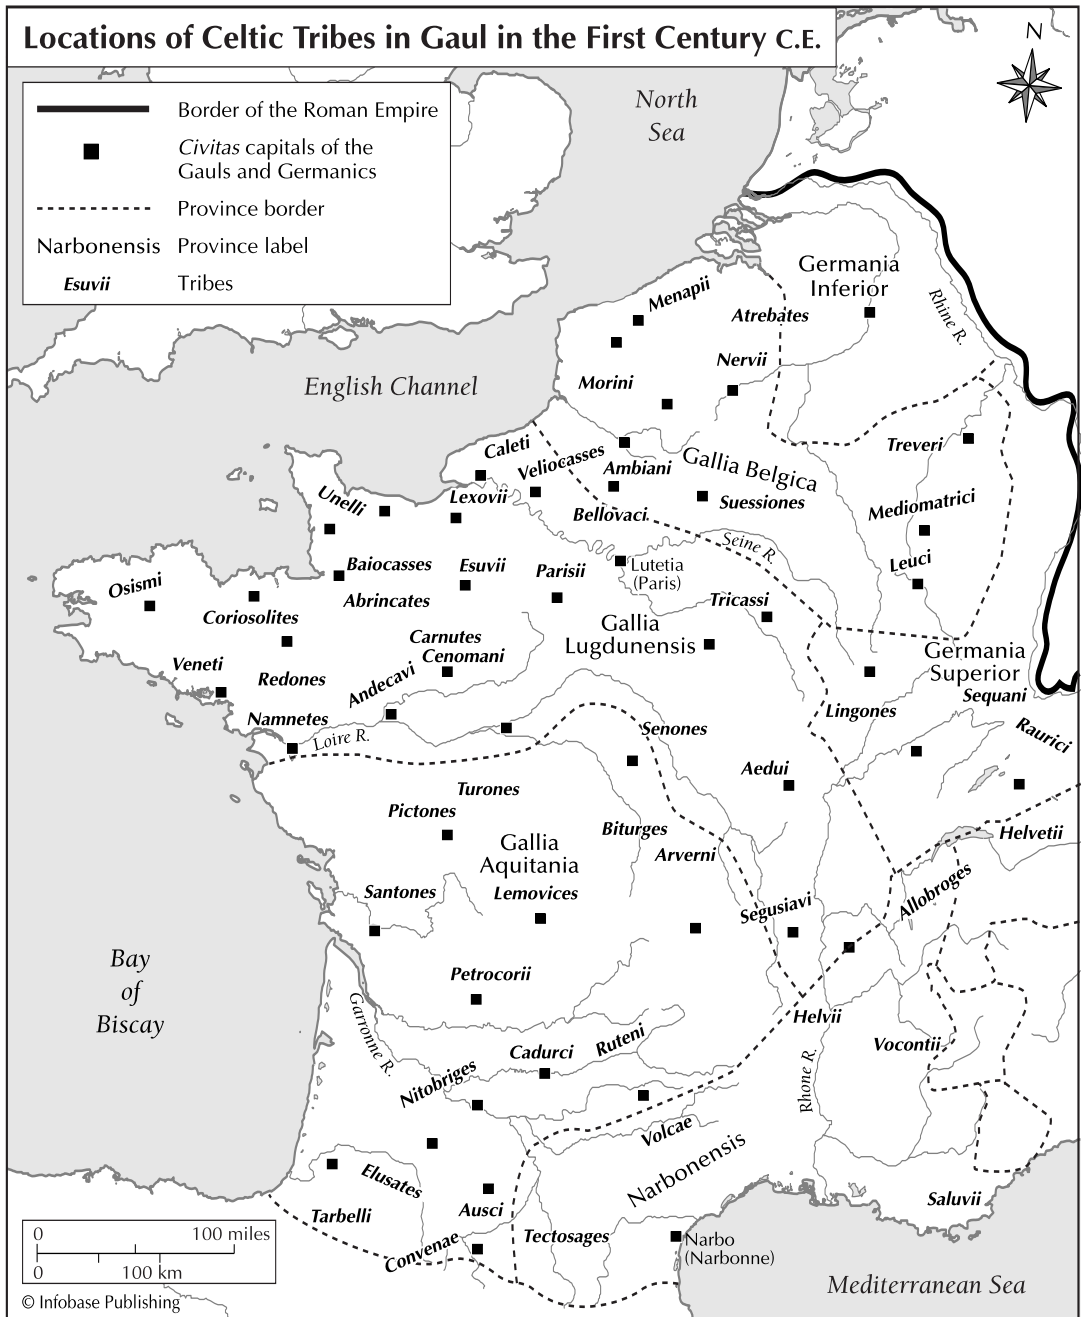 Locations of Celtic Tribes in Gaul in the First Century C.E.
Border of the Roman Empire
Civitas capitals of the
Gauls and Germanics
Province border
Narbonensis Province label
Esuvii Tribes
N
North
Sea
Germania
Inferior
Rhine R.
Menapii
Atrebates
Nervii
Morini
English Channel
Caleti
Veliocasses
Ambiani
Gallia Belgica
Treveri
Unelli
Lexovii
Bellovaci
Suessiones
Mediomatrici
Seine R.
Leuci
Baiocasses
Esuvii
Parisii
Lutetia
(Paris)
Osismi
Abrincates
Tricassi
Coriosolites
Carnutes
Cenomani
Gallia
Lugdunensis
Germania
Superior
Veneti
Redones
Andecavi
Sequani
Namnetes
Loire R.
Lingones
Raurici
Senones
Aedui
Turones
Pictones
Biturges
Arverni
Helvetii
Gallia
Aquitania
Santones
Lemovices
Segusiavi
Allobroges
Bay
of
Biscay
Petrocorii
Garronne R.
Helvii
Cadurci
Ruteni
Vocontii
Nitobriges
Rhone R.
Volcae
Narbonensis
Elusates
Tarbelli
Ausci
Saluvii
Convenae
Tectosages
Narbo
(Narbonne)
Mediterranean Sea
0 100 miles
0 100 km
© Infobase Publishing